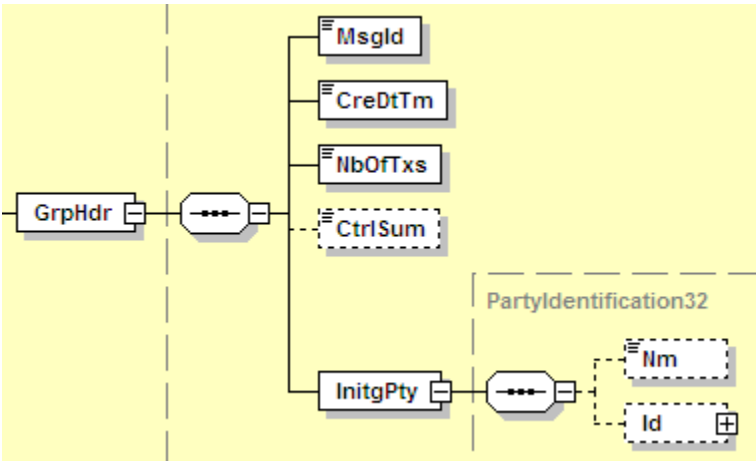 MsgId
CreDtTm
NbOfTxs
GrpHdr
CtrlSum
PartyIdentification32
Nm
InitgPty
Id